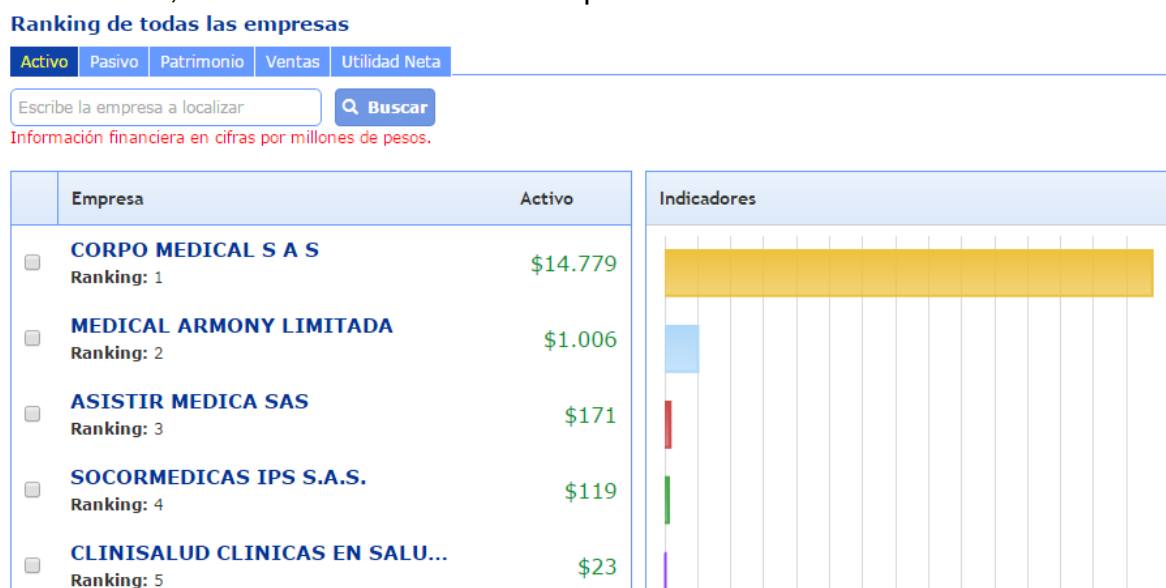 Ranking de todas las empresas
Activo Pasivo Patrimonio Ventas Utilidad Neta
Escribe la empresa a localizar Buscar
Información financiera en cifras por millones de pesos.
Empresa Activo Indicadores
CORPO MEDICAL S A S
Ranking: 1
$14.779
MEDICAL ARMONY LIMITADA
Ranking: 2
$1.006
ASISTIR MEDICA SAS
Ranking: 3
$171
SOCORMEDICAS IPS S.A.S.
Ranking: 4
$119
CLINISALUD CLINICAS EN SALU...
Ranking: 5
$23